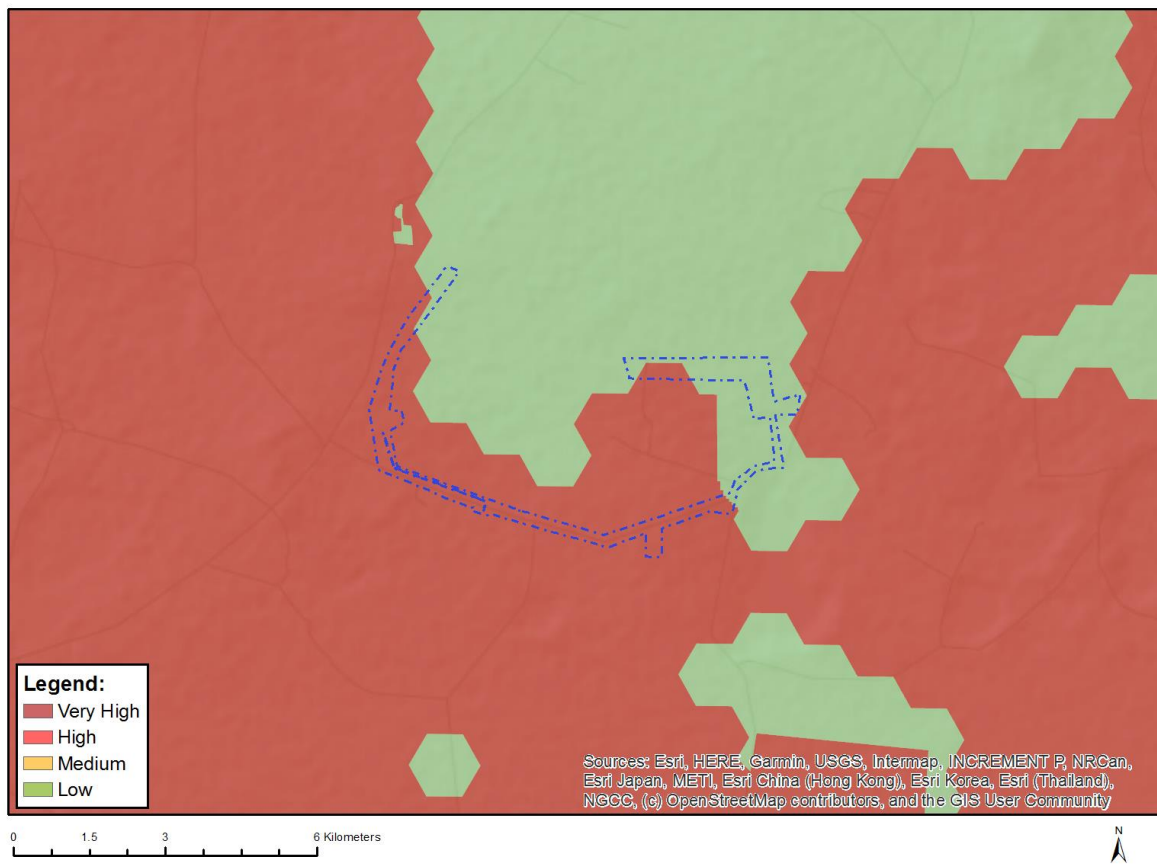 Legend:
Very High
High
Medium
Low
Sources: Esri, HERE, Garmin, USGS, Intermap, INCREMENT P, NRCan,
Esri Japan, METI, Esri China (Hong Kong), Esri Korea, Esri (Thailand),
NGCC, (c) OpenStreetMap contributors, and the GIS User Community
0 1.5 3 6 Kilometers
N